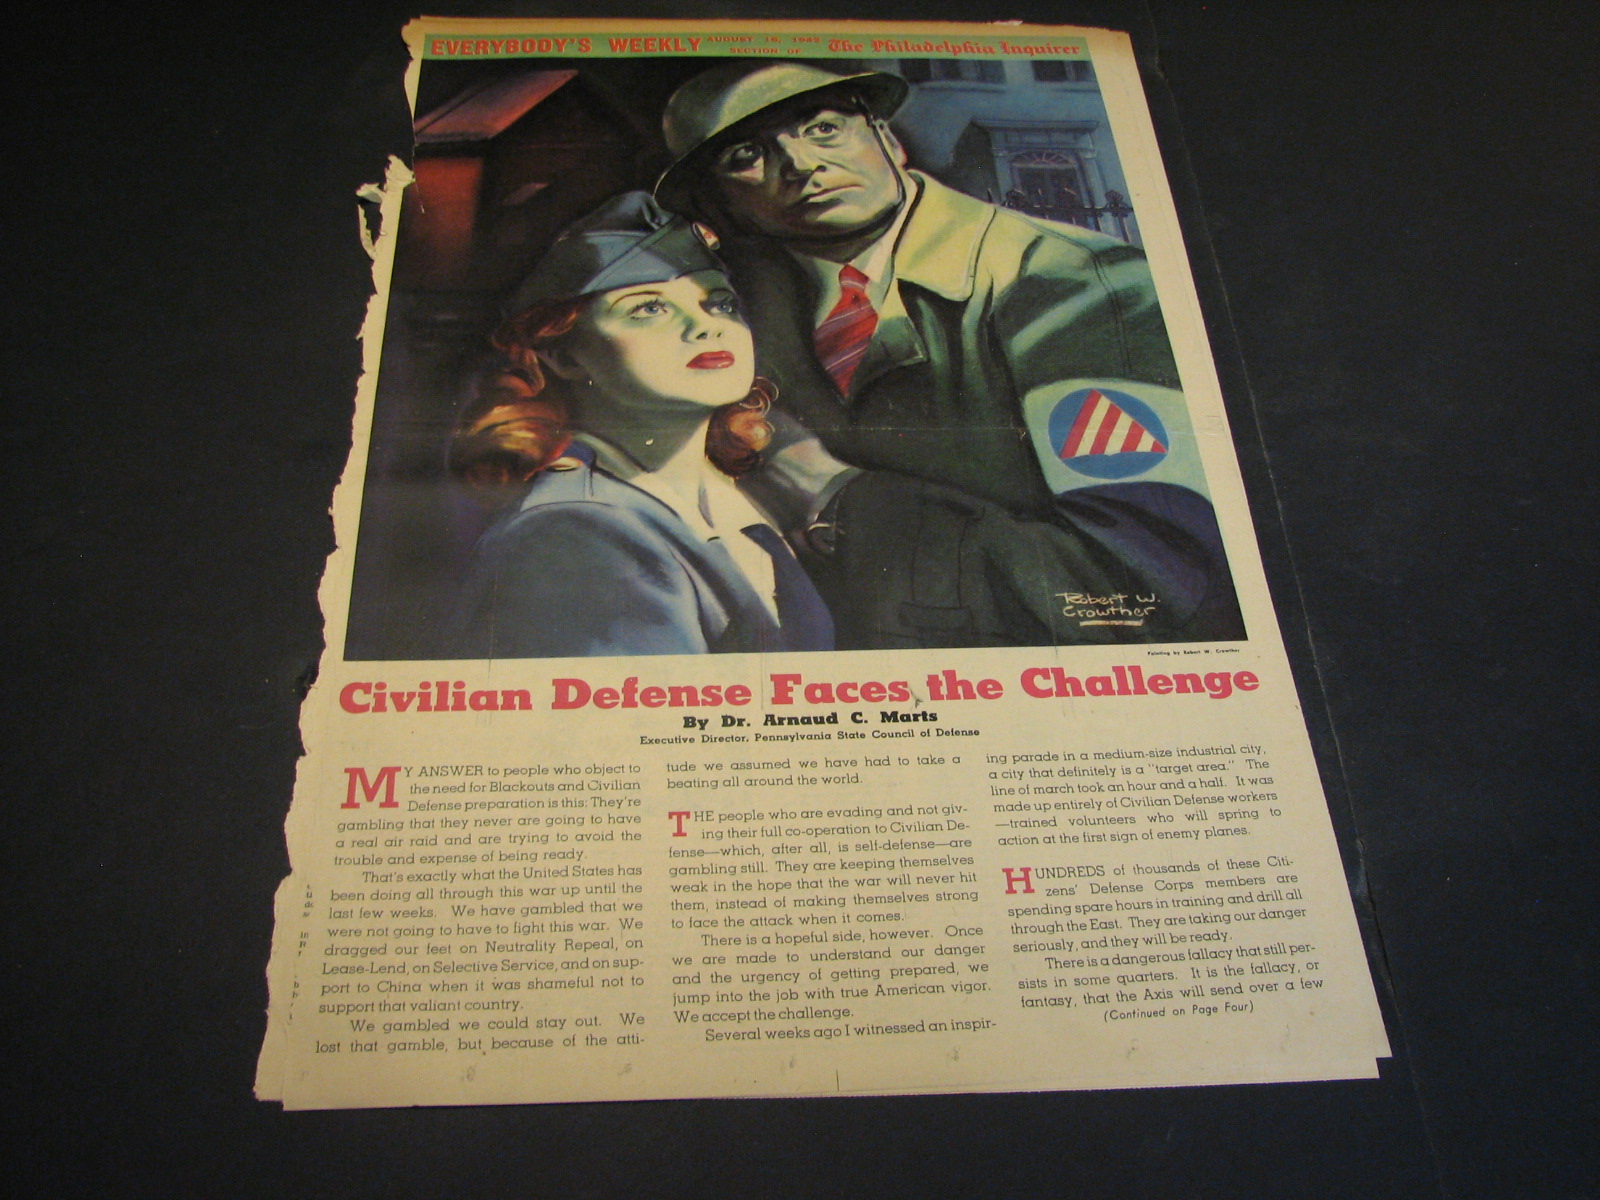 EVERYBODY'S WEEKLY
AUGUST 16, 1942
SECTION OF
The Philadelphia Inquirer
Robert W.
Crowther
Painting by Robert W. Crowther
Civilian Defense Faces the Challenge
By Dr. Arnaud C. Marts
Executive Director, Pennsylvania State Council of Defense
MY ANSWER to people who object to
the need for Blackouts and Civilian
Defense preparation is this: They're
gambling that they never are going to have
a real air raid and are trying to avoid the
trouble and expense of being ready.
That's exactly what the United States has
been doing all through this war up until the
last few weeks. We have gambled that we
were not going to have to fight this war. We
dragged our feet on Neutrality Repeal, on
Lease-Lend, on Selective Service, and on sup-
port to China when it was shameful not to
support that valiant country.
We gambled we could stay out. We
lost that gamble, but because of the atti-
tude we assumed we have had to take a
beating all around the world.
THE people who are evading and not giv-
ing their full co-operation to Civilian De-
fense—which, after all, is self-defense—are
gambling still. They are keeping themselves
weak in the hope that the war will never hit
them, instead of making themselves strong
to face the attack when it comes.
There is a hopeful side, however. Once
we are made to understand our danger
and the urgency of getting prepared, we
jump into the job with true American vigor.
We accept the challenge.
Several weeks ago I witnessed an inspir-
ing parade in a medium-size industrial city,
a city that definitely is a "target area." The
line of march took an hour and a half. It was
made up entirely of Civilian Defense workers
—trained volunteers who will spring to
action at the first sign of enemy planes.
HUNDREDS of thousands of these Citi-
zens' Defense Corps members are
spending spare hours in training and drill all
through the East. They are taking our danger
seriously, and they will be ready.
There is a dangerous fallacy that still per-
sists in some quarters. It is the fallacy, or
fantasy, that the Axis will send over a few
(Continued on Page Four)